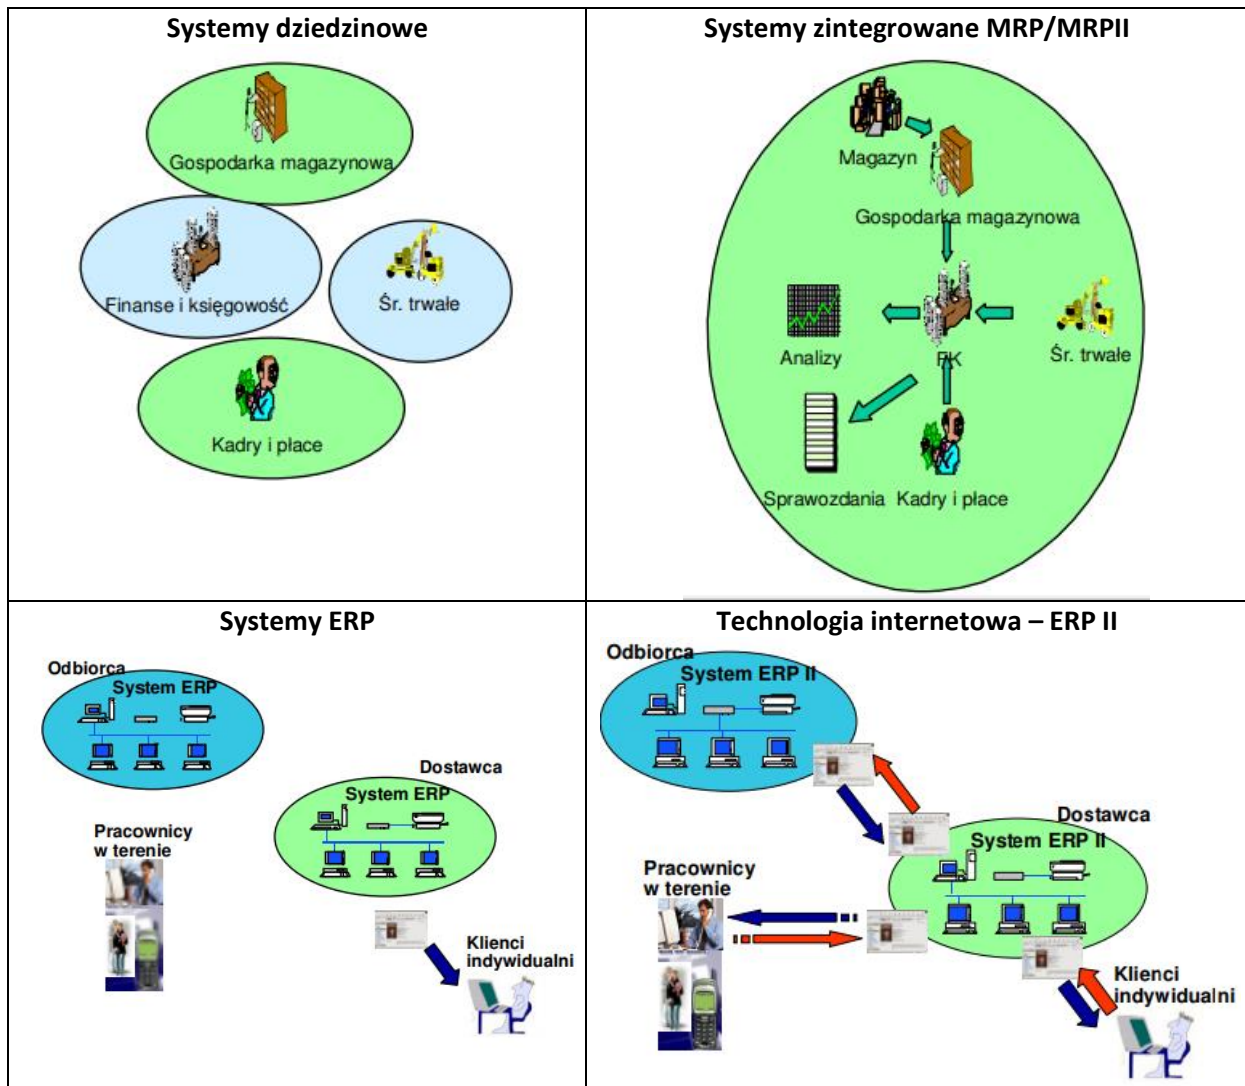 Systemy dziedzinowe
Gospodarka magazynowa
Finanse i księgowość
Śr. trwałe
Kadry i płace
Systemy zintegrowane MRP/MRPII
Magazyn
Gospodarka magazynowa
Analizy
FK
Śr. trwałe
Sprawozdania
Kadry i płace
Systemy ERP
Odbiorca
System ERP
Dostawca
System ERP
Pracownicy
w terenie
Klienci
indywidualni
Technologia internetowa – ERP II
Odbiorca
System ERP II
Dostawca
System ERP II
Pracownicy
w terenie
Klienci
indywidualni